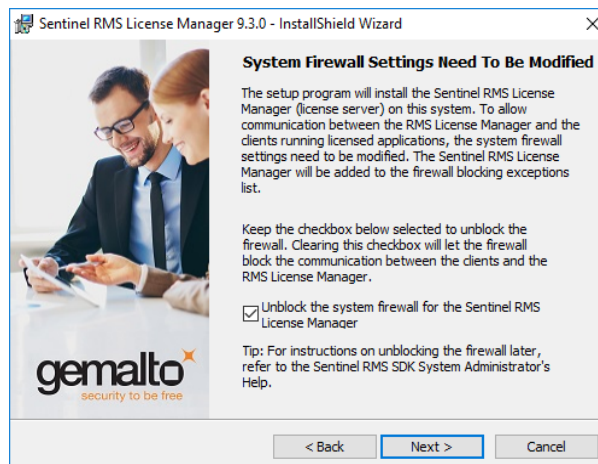 Sentinel RMS License Manager 9.3.0 - InstallShield Wizard
System Firewall Settings Need To Be Modified
The setup program will install the Sentinel RMS License
Manager (license server) on this system. To allow
communication between the RMS License Manager and the
clients running licensed applications, the system firewall
settings need to be modified. The Sentinel RMS License
Manager will be added to the firewall blocking exceptions
list.
Keep the checkbox below selected to unblock the
firewall. Clearing this checkbox will let the firewall
block the communication between the clients and the
RMS License Manager.
Unblock the system firewall for the Sentinel RMS
License Manager
Tip: For instructions on unblocking the firewall later,
refer to the Sentinel RMS SDK System Administrator's
Help.
gemalto
security to be free
< Back
Next >
Cancel